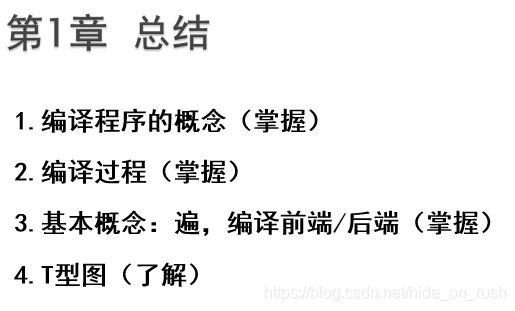 第1章 总结
1.编译程序的概念（掌握）
2.编译过程（掌握）
3.基本概念：遍，编译前端/后端（掌握）
4.T型图（了解）
https://blog.csdn.net/hide_on_rush